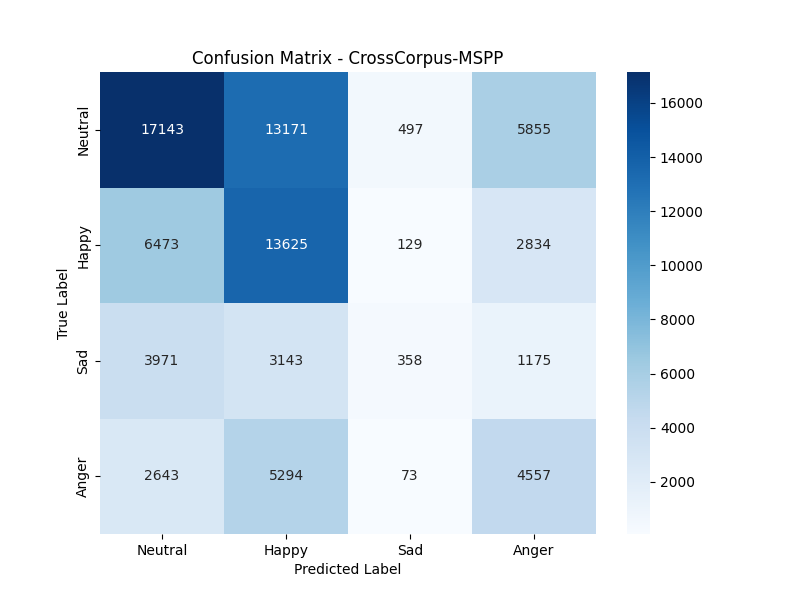 Confusion Matrix - CrossCorpus-MSPP
True Label
Neutral 17143 13171 497 5855
Happy 6473 13625 129 2834
Sad 3971 3143 358 1175
Anger 2643 5294 73 4557
Neutral Happy Sad Anger
Predicted Label
16000
14000
12000
10000
8000
6000
4000
2000